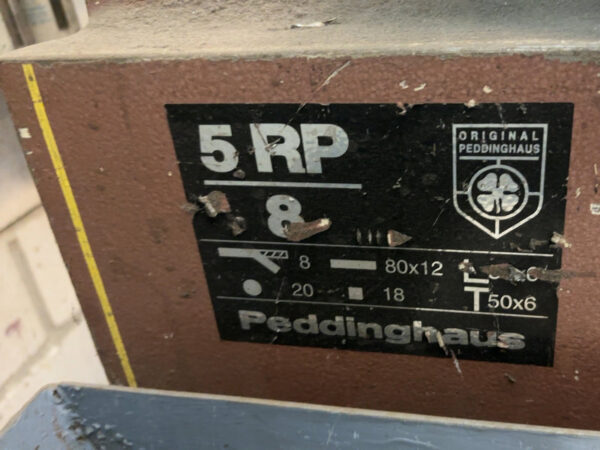 5 RP
8
ORIGINAL
PEDDINGHAUS
8 80x12
20 18 50x6
Peddinghaus